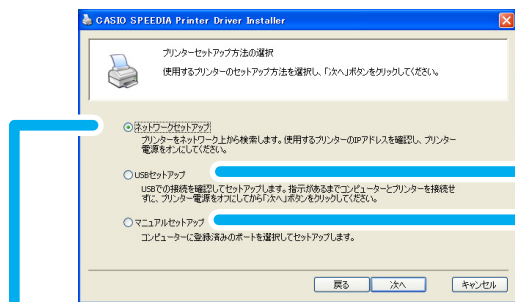 CASIO SPEEDIA Printer Driver Installer
プリンターセットアップ方法の選択
使用するプリンターのセットアップ方法を選択し、「次へ」ボタンをクリックしてください。
ネットワークセットアップ
プリンターをネットワーク上から検索します。使用するプリンターのIPアドレスを確認し、プリンター
電源をオンにしてください。
USBセットアップ
USBでの接続を確認してセットアップします。指示があるまでコンピューターとプリンターを接続せ
ずに、プリンター電源をオフにしてから「次へ」ボタンをクリックしてください。
マニュアルセットアップ
コンピューターに登録済みのポートを選択してセットアップします。
戻る 次へ キャンセル